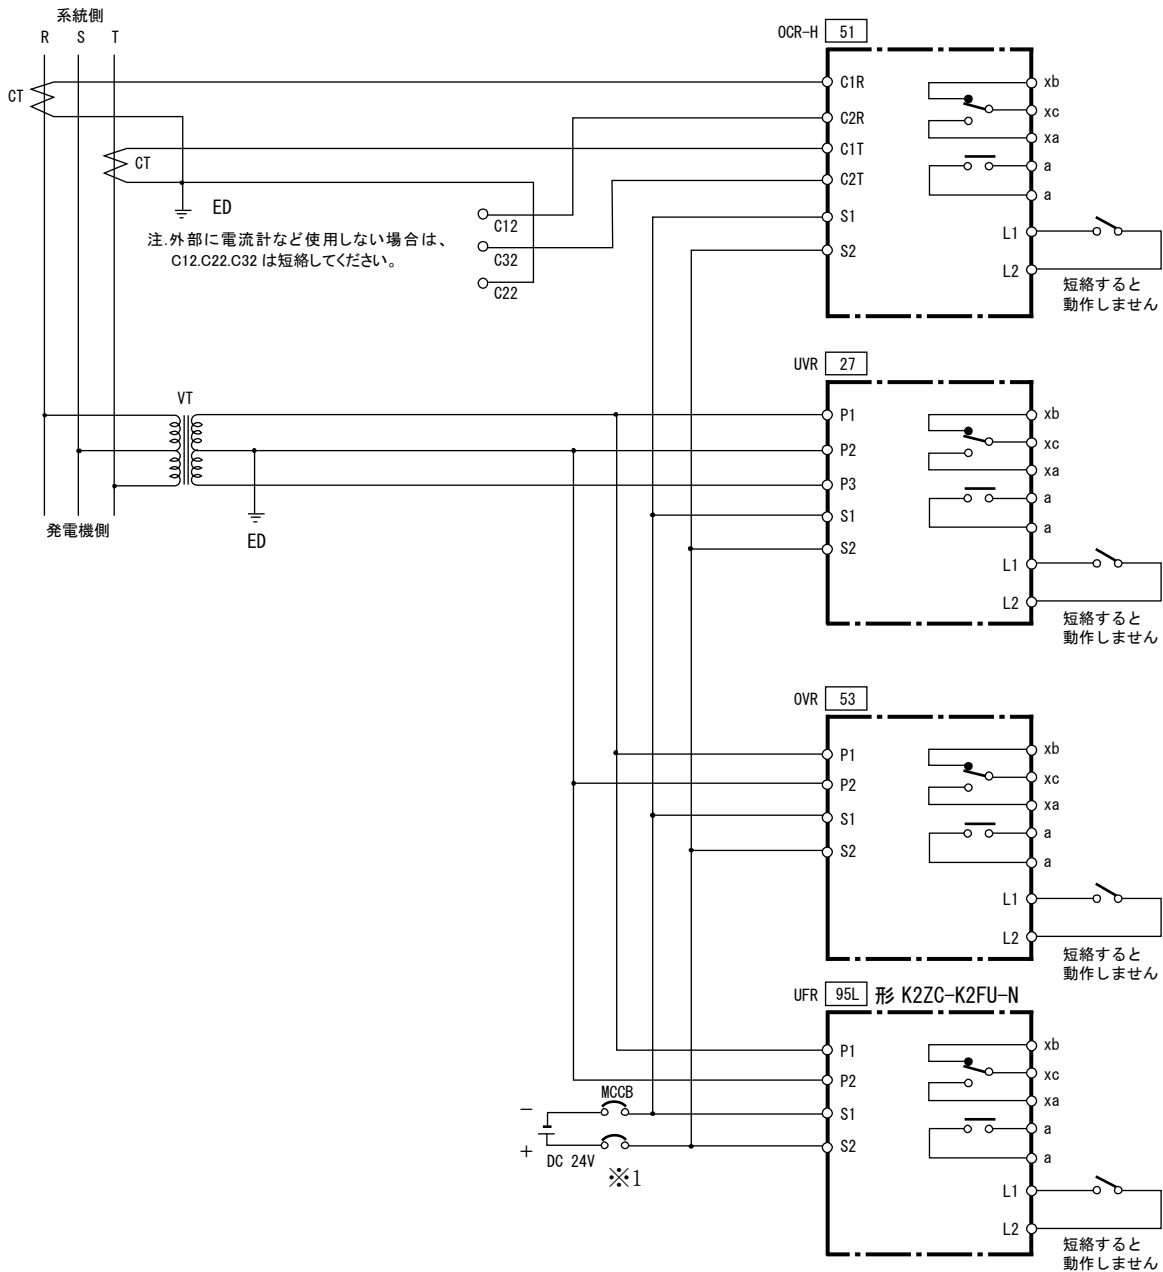 系統側
R S T
CT
CT
ED
注.外部に電流計など使用しない場合は、
C12.C22.C32 は短絡してください。
C12
C32
C22
OCR-H 51
C1R
C2R
C1T
C2T
S1
S2
xb
xc
xa
a
a
L1
L2
短絡すると
動作しません
VT
ED
発電機側
UVR 27
P1
P2
P3
S1
S2
xb
xc
xa
a
a
L1
L2
短絡すると
動作しません
OVR 53
P1
P2
S1
S2
xb
xc
xa
a
a
L1
L2
短絡すると
動作しません
UFR 95L 形 K2ZC-K2FU-N
P1
P2
S1
S2
MCCB
−
+
DC 24V
※1
xb
xc
xa
a
a
L1
L2
短絡すると
動作しません